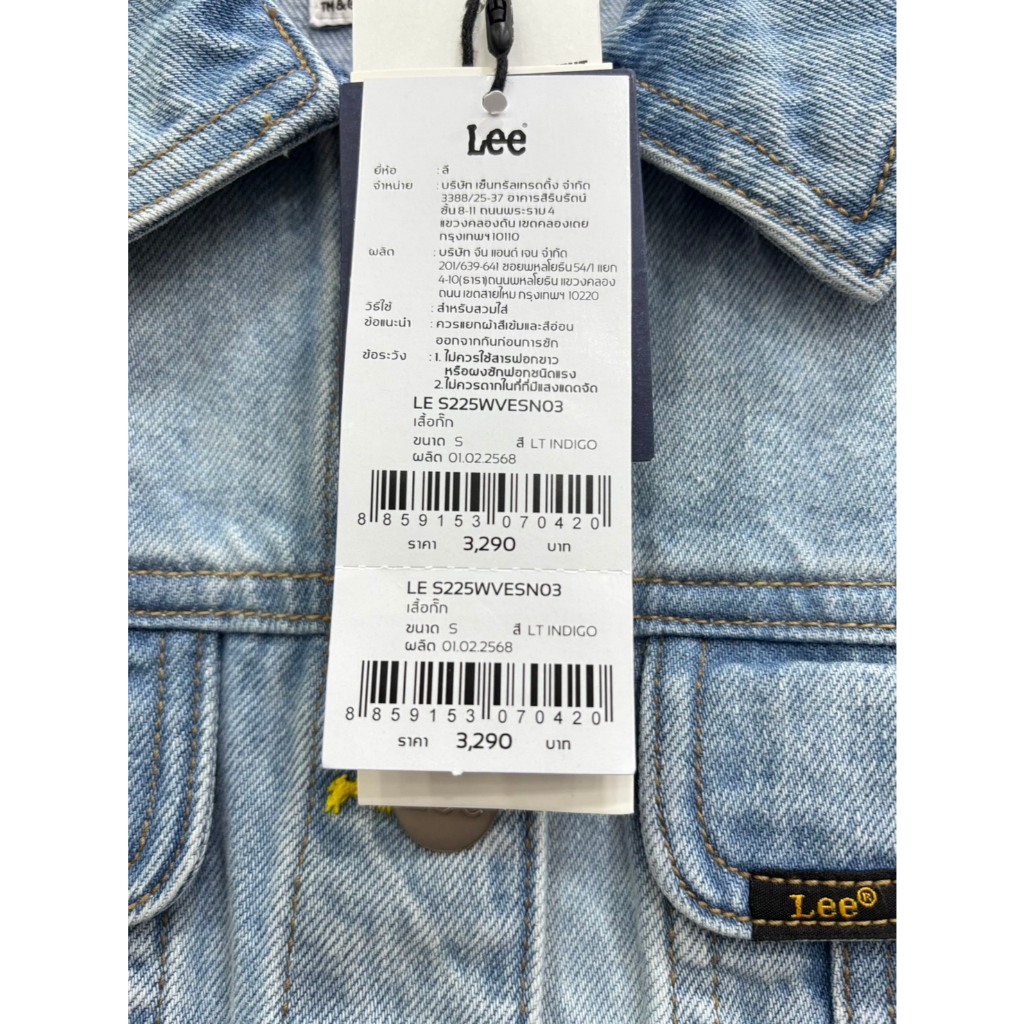 TM &
Lee
ยี่ห้อ : ลี
จำหน่าย : บริษัท เซ็นทรัลเทรดดิ้ง จำกัด
3388/25-37 อาคารสิรินรัตน์
ชั้น 8-11 ถนนพระราม 4
แขวงคลองตัน เขตคลองเตย
กรุงเทพฯ 10110
ผลิต : บริษัท จีน แอนด์ เจน จำกัด
201/639-641 ซอยพหลโยธิน 54/1 แยก
4-10(ธารา)ถนนพหลโยธิน แขวงคลอง
ถนน เขตสายไหม กรุงเทพฯ 10220
วิธีใช้ : สำหรับสวมใส่
ข้อแนะนำ : ควรแยกผ้าสีเข้มและสีอ่อน
ออกจากกันก่อนการซัก
ข้อระวัง : 1. ไม่ควรใช้สารฟอกขาว
หรือผงซักฟอกชนิดแรง
2. ไม่ควรตากในที่ที่มีแสงแดดจัด
LE S225WVESN03
เสื้อกั๊ก
ขนาด S สี LT INDIGO
ผลิต 01.02.2568
8 859153 070420
ราคา 3,290 บาท
LE S225WVESN03
เสื้อกั๊ก
ขนาด S สี LT INDIGO
ผลิต 01.02.2568
8 859153 070420
ราคา 3,290 บาท
Lee®